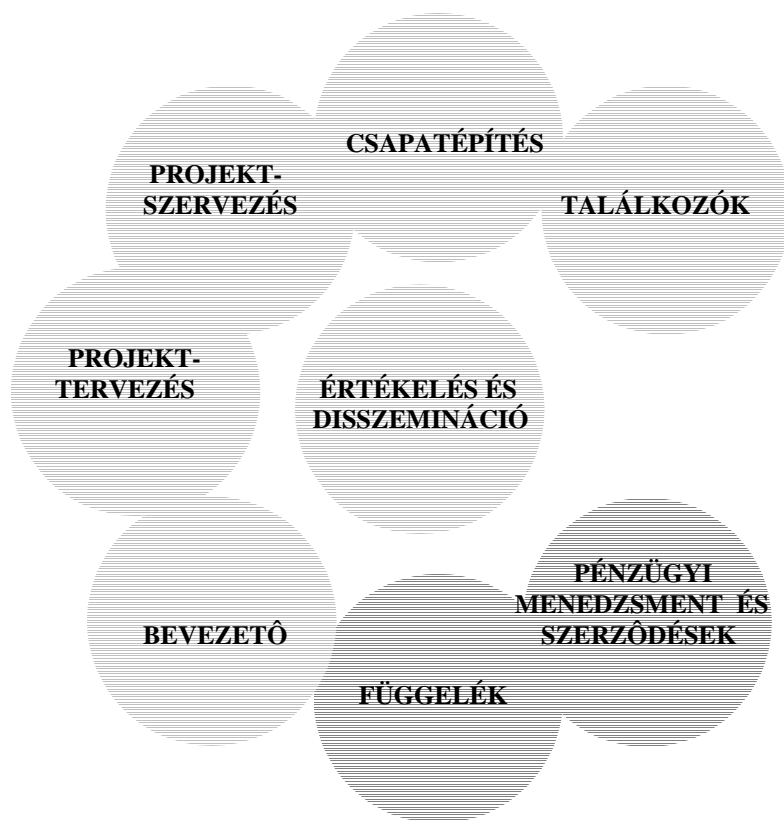 CSAPATÉPÍTÉS
PROJEKT-
SZERVEZÉS
TALÁLKOZÓK
PROJEKT-
TERVEZÉS
ÉRTÉKELÉS ÉS
DISSZEMINÁCIÓ
PÉNZÜGYI
MENEDZSMENT ÉS
SZERZÔDÉSEK
BEVEZETÔ
FÜGGELÉK